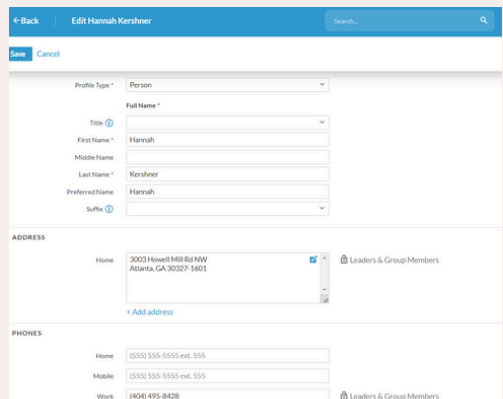 Back Edit Hannah Kershner Search...
Save Cancel
Profile Type * Person
Full Name *
Title
First Name * Hannah
Middle Name
Last Name * Kershner
Preferred Name Hannah
Suffix
ADDRESS
Home 3003 Howell Mill Rd NW Leaders & Group Members
Atlanta, GA 30327-1601
+ Add address
PHONES
Home (555) 555-5555 ext. 555
Mobile (555) 555-5555 ext. 555
Work (404) 495-8428 Leaders & Group Members